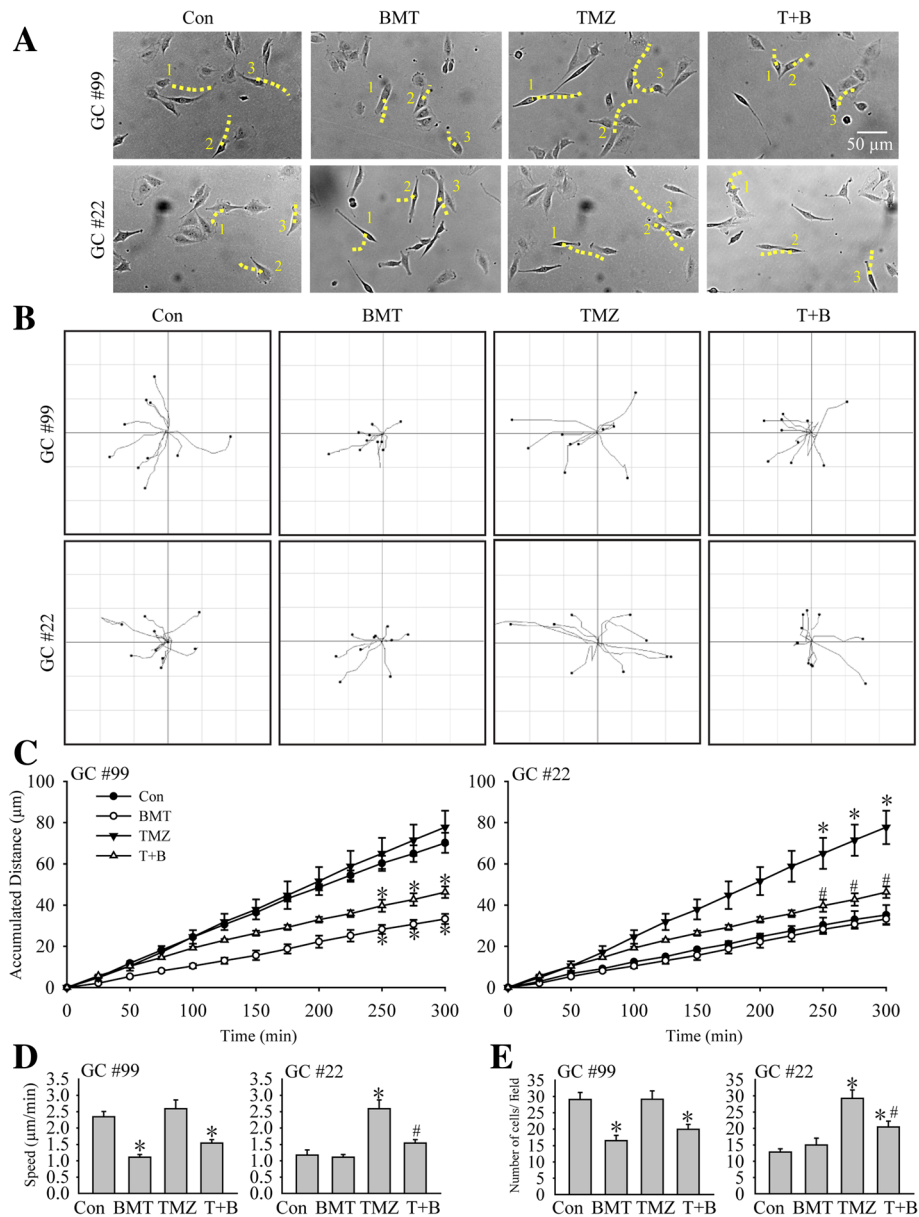 A
Con BMT TMZ T+B
GC #99
1 2 3
1 2 3
1 2 3
1 2 3
50 µm
GC #22
1 2 3
1 2 3
1 2
1 2 3
B
Con BMT TMZ T+B
GC #99
GC #22
C
GC #99
Con
BMT
TMZ
T+B
Accumulated Distance (µm)
100
80
60
40
20
0
* * *
* * *
0 50 100 150 200 250 300
Time (min)
GC #22
100
80
60
40
20
0
* * *
# # #
0 50 100 150 200 250 300
Time (min)
D
GC #99
Speed (µm/min)
3.5
3.0
2.5
2.0
1.5
1.0
0.5
0.0
* *
Con BMT TMZ T+B
GC #22
3.5
3.0
2.5
2.0
1.5
1.0
0.5
0.0
* #
Con BMT TMZ T+B
E
GC #99
Number of cells/ field
35
30
25
20
15
10
5
0
* *
Con BMT TMZ T+B
GC #22
35
30
25
20
15
10
5
0
* * #
Con BMT TMZ T+B